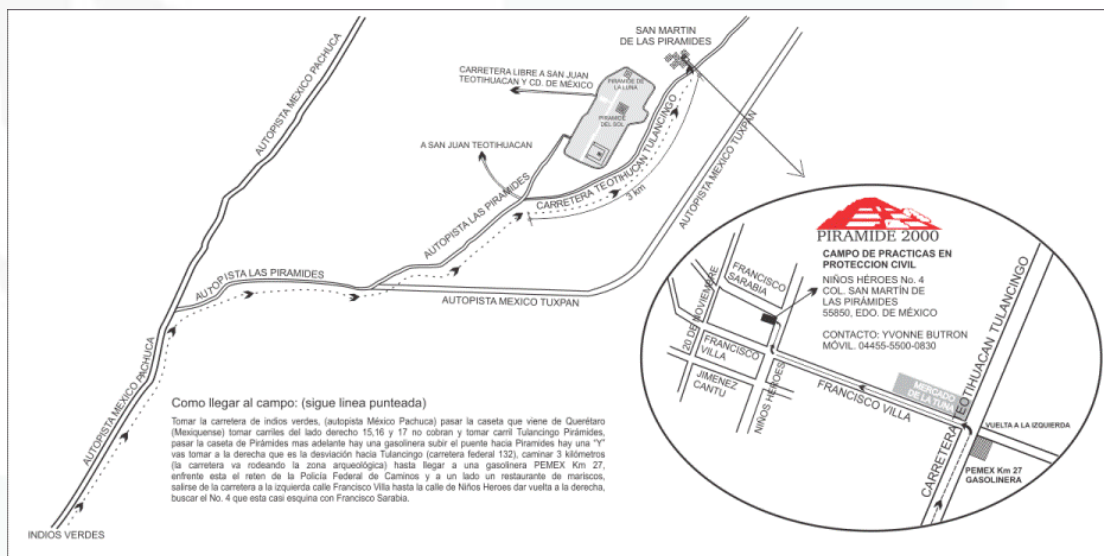 AUTOPISTA MEXICO PACHUCA
SAN MARTIN
DE LAS PIRAMIDES
CARRETERA LIBRE A SAN JUAN
TEOTIHUACAN Y CD. DE MÉXICO
PIRAMIDE DE
LA LUNA
PIRAMIDE
DEL SOL
A SAN JUAN TEOTIHUACAN
CARRETERA TEOTIHUCAN TULANCINGO
3 km
AUTOPISTA LAS PIRAMIDES
AUTOPISTA MEXICO TUXPAN
AUTOPISTA LAS PIRAMIDES
AUTOPISTA MEXICO TUXPAN
AUTOPISTA MEXICO PACHUCA
INDIOS VERDES
Como llegar al campo: (sigue linea punteada)
Tomar la carretera de indios verdes, (autopista México Pachuca) pasar la caseta que viene de Querétaro
(Mexiquense) tomar carriles del lado derecho 15,16 y 17 no cobran y tomar carril Tulancingo Pirámides,
pasar la caseta de Pirámides mas adelante hay una gasolinera subir el puente hacia Piramides hay una "Y"
vas tomar a la derecha que es la desviación hacia Tulancingo (carretera federal 132), caminar 3 kilómetros
(la carretera va rodeando la zona arqueológica) hasta llegar a una gasolinera PEMEX Km 27,
enfrente esta el reten de la Policía Federal de Caminos y a un lado un restaurante de mariscos,
salirse de la carretera a la izquierda calle Francisco Villa hasta la calle de Niños Heroes dar vuelta a la derecha,
buscar el No. 4 que esta casi esquina con Francisco Sarabia.
PIRAMIDE 2000
CAMPO DE PRACTICAS EN
PROTECCION CIVIL
NIÑOS HÉROES No. 4
COL. SAN MARTÍN DE
LAS PIRÁMIDES
55850, EDO. DE MÉXICO
CONTACTO: YVONNE BUTRON
MÓVIL. 04455-5500-0830
FRANCISCO
SARABIA
20 DE NOVIEMBRE
FRANCISCO
VILLA
JIMENEZ
CANTU
NIÑOS HEROES
FRANCISCO VILLA
MERCADO
DE LA TUNA
CARRETERA TEOTIHUACAN TULANCINGO
VUELTA A LA IZQUIERDA
PEMEX Km 27
GASOLINERA